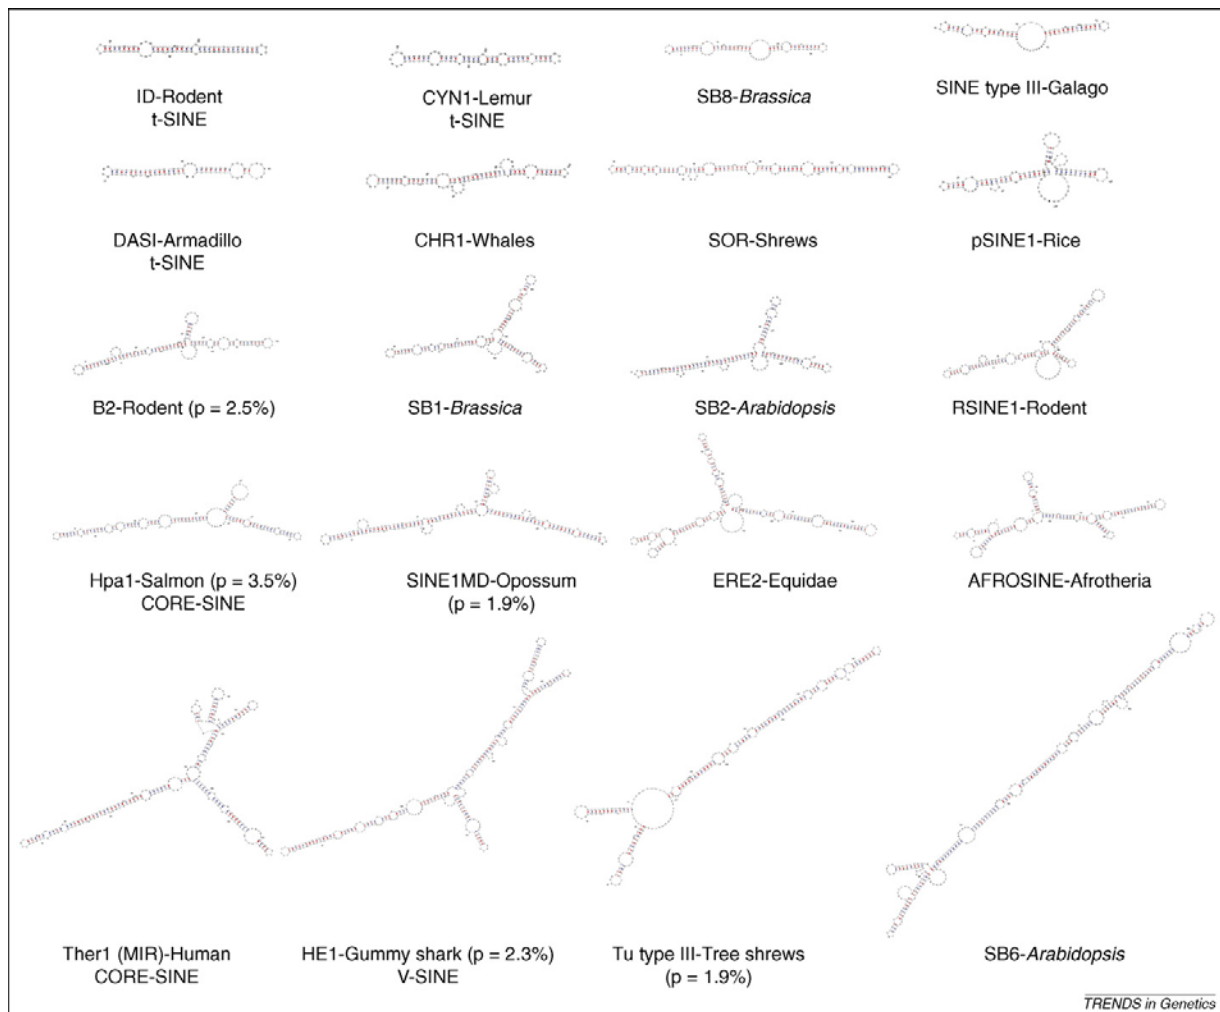 ID-Rodent
t-SINE
CYN1-Lemur
t-SINE
SB8-Brassica
SINE type III-Galago
DASI-Armadillo
t-SINE
CHR1-Whales
SOR-Shrews
pSINE1-Rice
B2-Rodent (p = 2.5%)
SB1-Brassica
SB2-Arabidopsis
RSINE1-Rodent
Hpa1-Salmon (p = 3.5%)
CORE-SINE
SINE1MD-Opossum
(p = 1.9%)
ERE2-Equidae
AFROSINE-Afrotheria
Ther1 (MIR)-Human
CORE-SINE
HE1-Gummy shark (p = 2.3%)
V-SINE
Tu type III-Tree shrews
(p = 1.9%)
SB6-Arabidopsis
TRENDS in Genetics